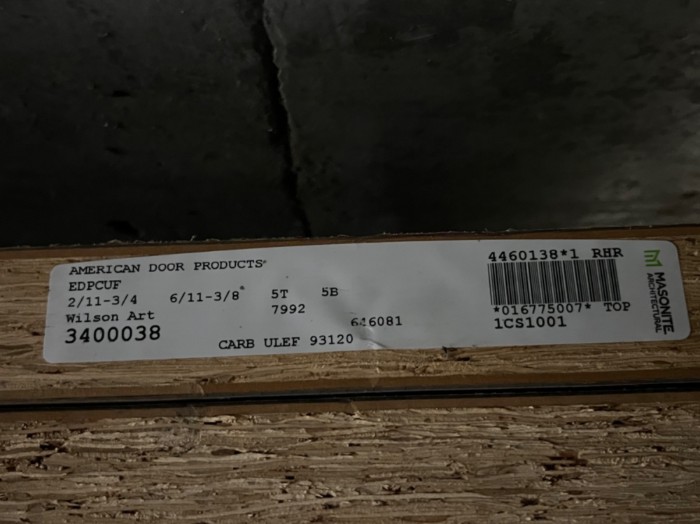 AMERICAN DOOR PRODUCTS
EDPCUF
2/11-3/4 6/11-3/8" 5T 5B
Wilson Art 7992
3400038 646081
CARB ULEF 93120
4460138*1 RHR
*016775007* TOP
1CS1001
MASONITE
ARCHITECTURAL